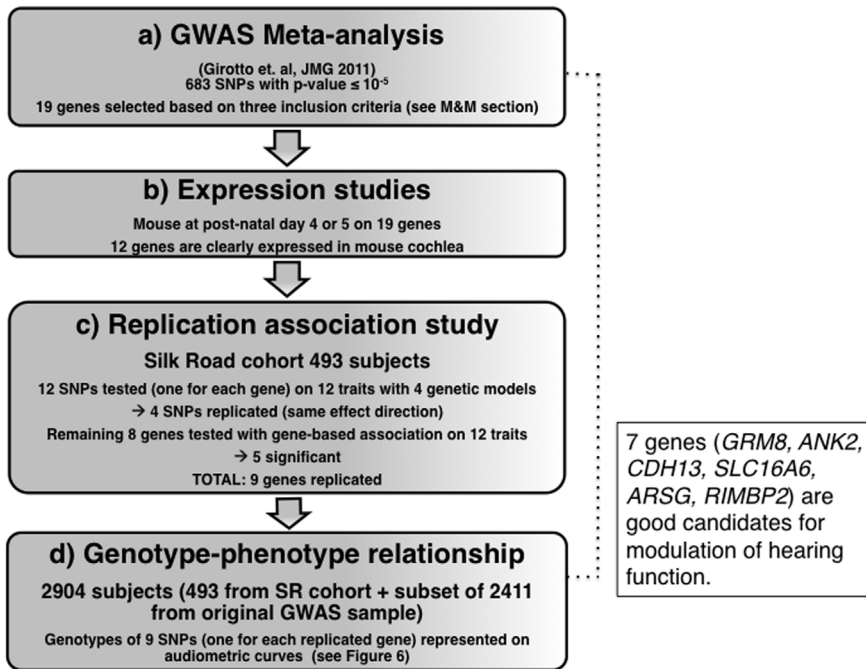 a) GWAS Meta-analysis
(Girotto et. al, JMG 2011)
683 SNPs with p-value ≤ 10⁻⁵
19 genes selected based on three inclusion criteria (see M&M section)
b) Expression studies
Mouse at post-natal day 4 or 5 on 19 genes
12 genes are clearly expressed in mouse cochlea
c) Replication association study
Silk Road cohort 493 subjects
12 SNPs tested (one for each gene) on 12 traits with 4 genetic models
→ 4 SNPs replicated (same effect direction)
Remaining 8 genes tested with gene-based association on 12 traits
→ 5 significant
TOTAL: 9 genes replicated
d) Genotype-phenotype relationship
2904 subjects (493 from SR cohort + subset of 2411
from original GWAS sample)
Genotypes of 9 SNPs (one for each replicated gene) represented on
audiometric curves (see Figure 6)
7 genes (GRM8, ANK2,
CDH13, SLC16A6,
ARSG, RIMBP2) are
good candidates for
modulation of hearing
function.